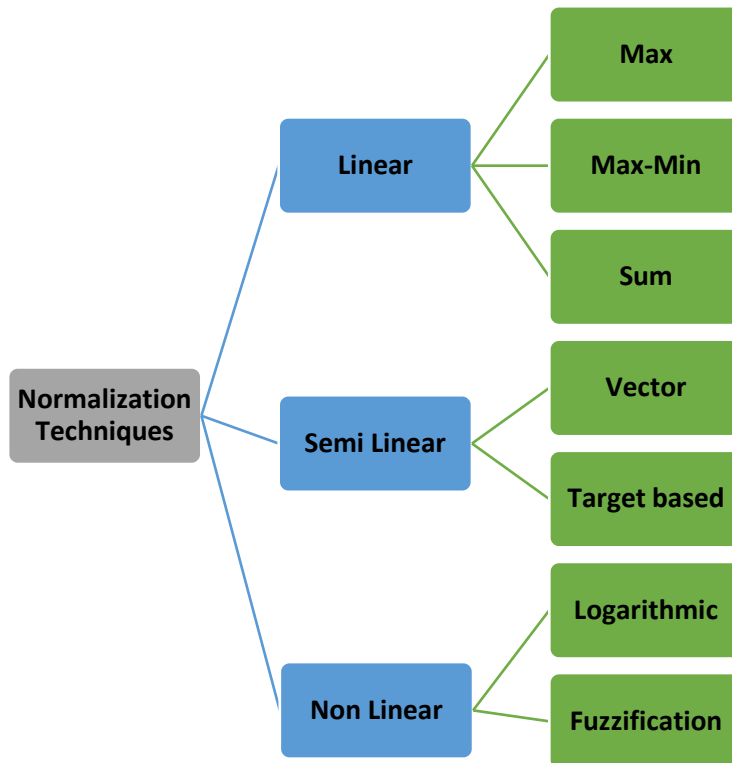 Normalization
Techniques
Linear
Max
Max-Min
Sum
Semi Linear
Vector
Target based
Non Linear
Logarithmic
Fuzzification